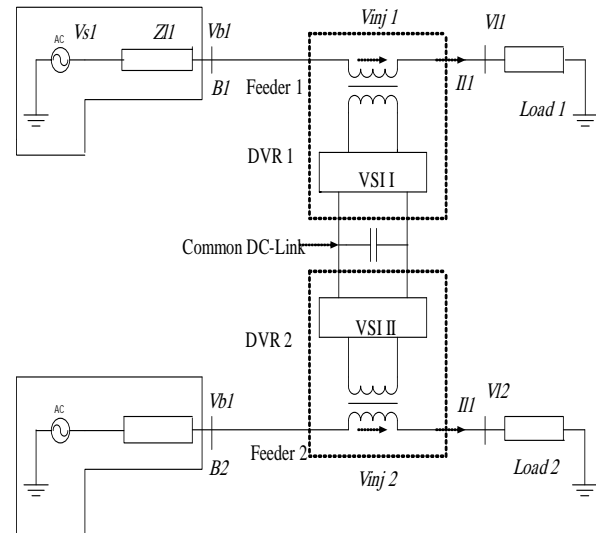 AC
Vs1
Zl1
Vb1
Vinj 1
Vl1
B1
Feeder 1
Il1
Load 1
DVR 1
VSI I
Common DC-Link
VSI II
DVR 2
AC
Vb1
Il1
Vl2
B2
Feeder 2
Vinj 2
Load 2